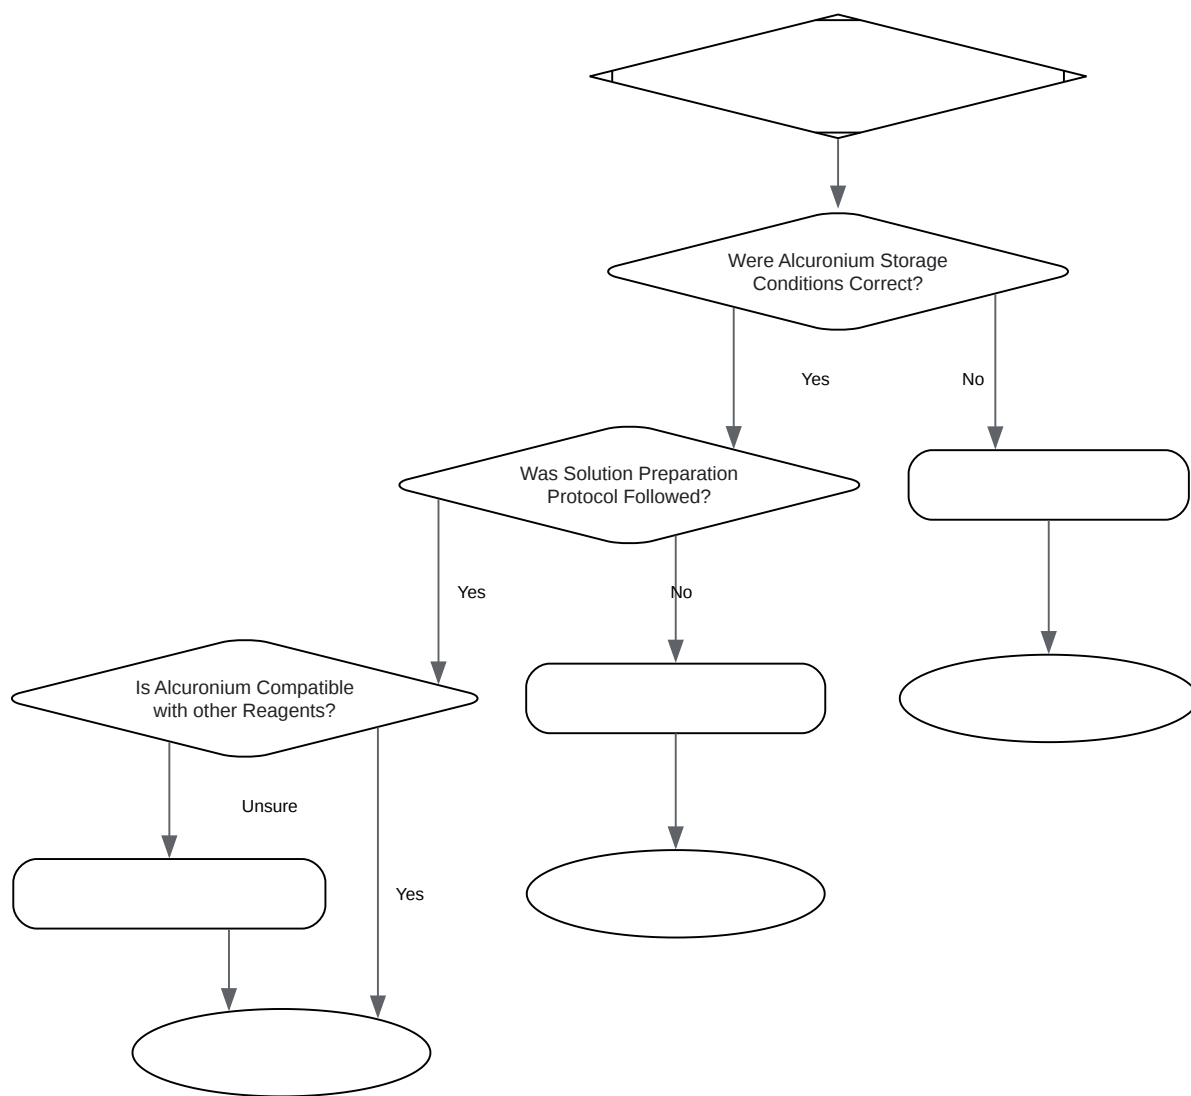 Were Alcuronium Storage
Conditions Correct?
Yes
No
Was Solution Preparation
Protocol Followed?
Yes
No
Is Alcuronium Compatible
with other Reagents?
Unsure
Yes